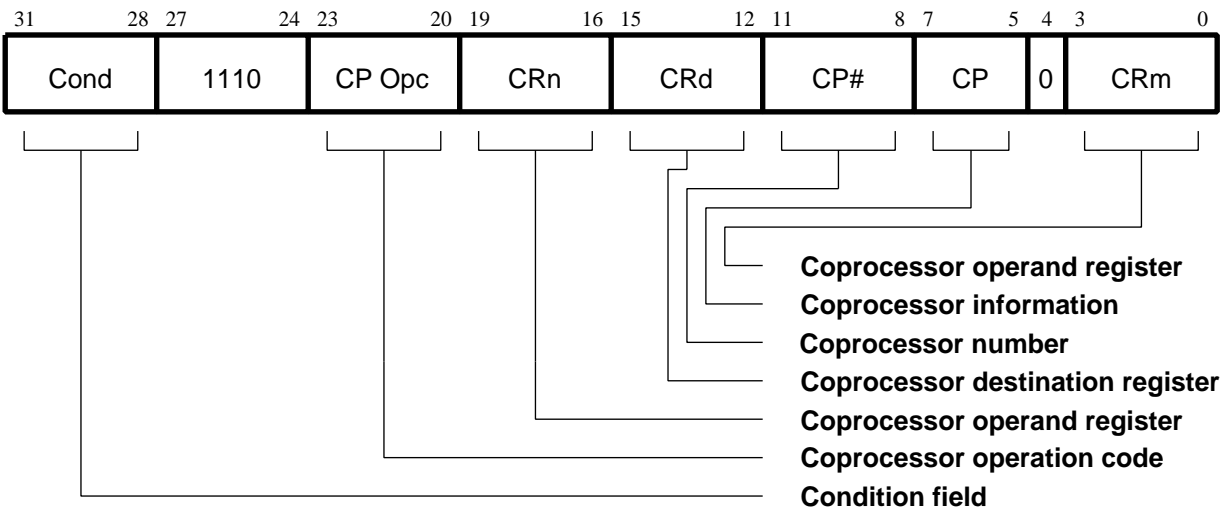 31 28 27 24 23 20 19 16 15 12 11 8 7 5 4 3 0
Cond 1110 CP Opc CRn CRd CP# CP 0 CRm
Coprocessor operand register
Coprocessor information
Coprocessor number
Coprocessor destination register
Coprocessor operand register
Coprocessor operation code
Condition field